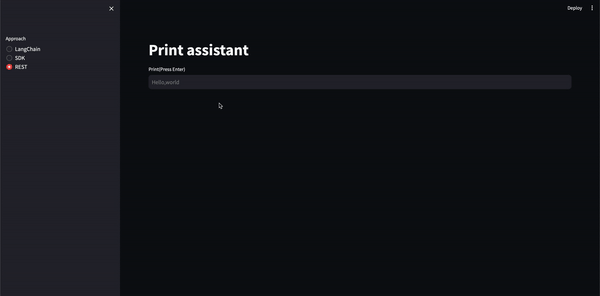 Deploy
Approach
LangChain
SDK
REST
Print assistant
Print(Press Enter)
Hello,world